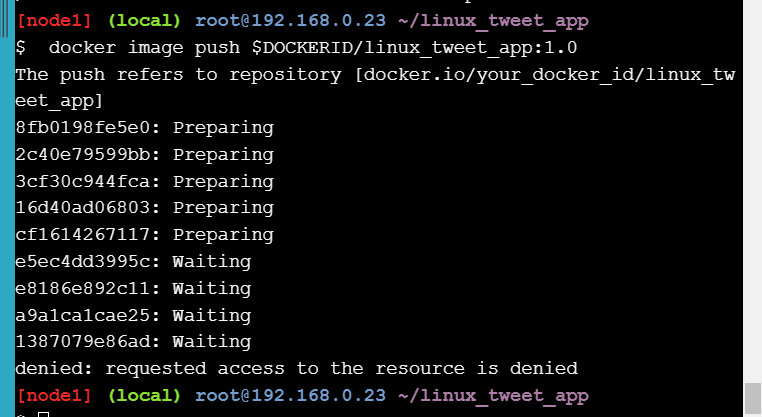 [node1] (local) root@192.168.0.23 ~/linux_tweet_app
$  docker image push $DOCKERID/linux_tweet_app:1.0
The push refers to repository [docker.io/your_docker_id/linux_tw
eet_app]
8fb0198fe5e0: Preparing
2c40e79599bb: Preparing
3cf30c944fca: Preparing
16d40ad06803: Preparing
cf1614267117: Preparing
e5ec4dd3995c: Waiting
e8186e892c11: Waiting
a9a1ca1cae25: Waiting
1387079e86ad: Waiting
denied: requested access to the resource is denied
[node1] (local) root@192.168.0.23 ~/linux_tweet_app